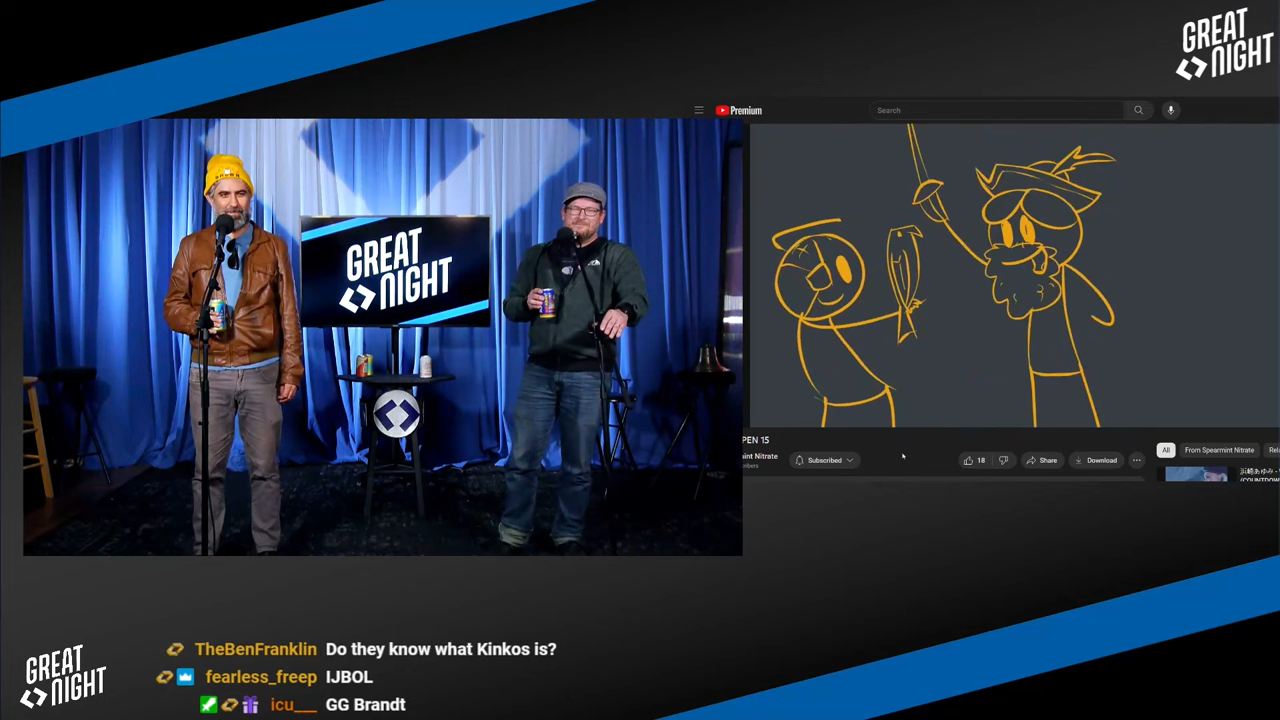 GREAT
NIGHT
Premium
Search
GREAT
NIGHT
PEN 15
int Nitrate
Subscribed
18
Share
Download
All
From Spearmint Nitrate
TheBenFranklin Do they know what Kinkos is?
fearless_freep IJBOL
icu___ GG Brandt
GREAT
NIGHT